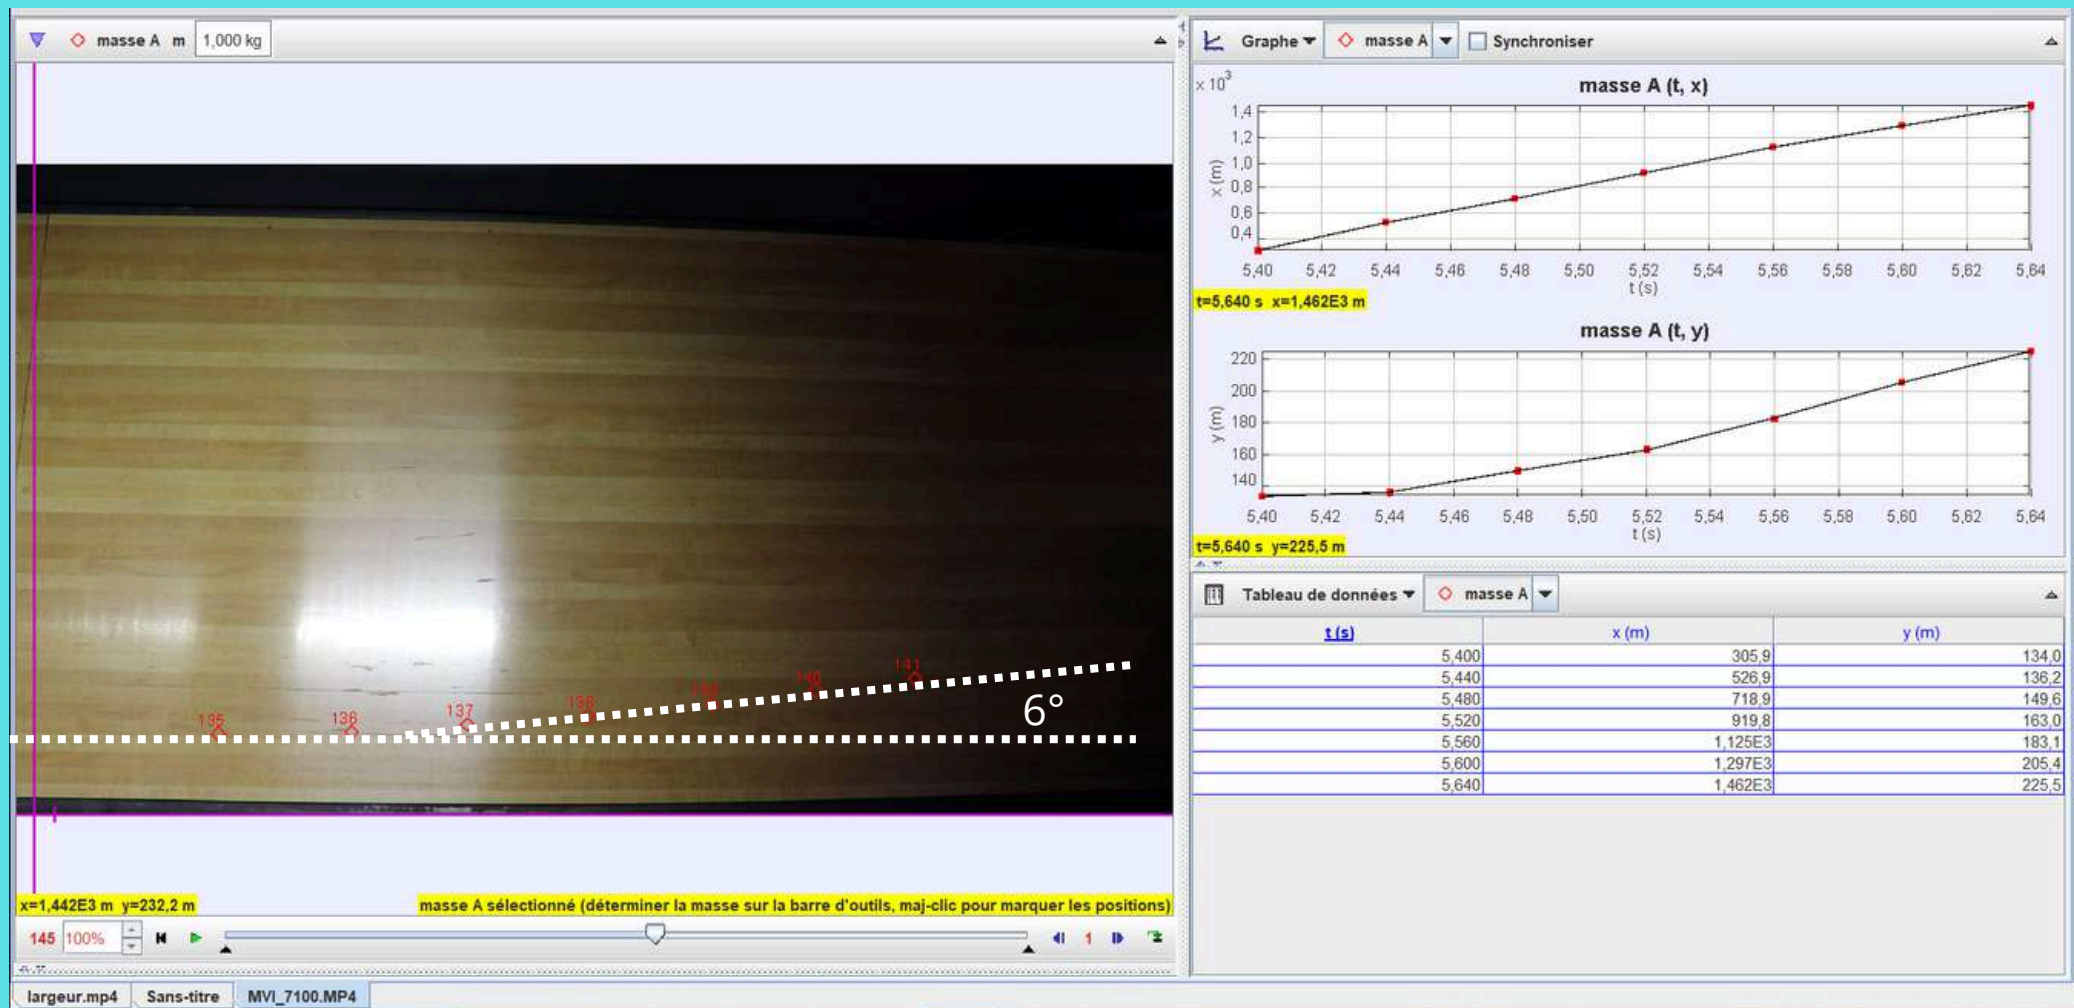 masse A m 1,000 kg
135
136
137
138
140
141
6°
x=1,442E3 m y=232,2 m
masse A sélectionné (déterminer la masse sur la barre d'outils, maj-clic pour marquer les positions)
145 100%
1
largeur.mp4 Sans-titre MVI_7100.MP4
Graphe masse A Synchroniser
x 10³
masse A (t, x)
x (m)
1,4
1,2
1,0
0,8
0,6
0,4
5,40 5,42 5,44 5,46 5,48 5,50 5,52 5,54 5,56 5,58 5,60 5,62 5,64
t (s)
t=5,640 s x=1,462E3 m
masse A (t, y)
y (m)
220
200
180
160
140
5,40 5,42 5,44 5,46 5,48 5,50 5,52 5,54 5,56 5,58 5,60 5,62 5,64
t (s)
t=5,640 s y=225,5 m
Tableau de données masse A
t (s) x (m) y (m)
5,400 305,9 134,0
5,440 526,9 136,2
5,480 718,9 149,6
5,520 919,8 163,0
5,560 1,125E3 183,1
5,600 1,297E3 205,4
5,640 1,462E3 225,5